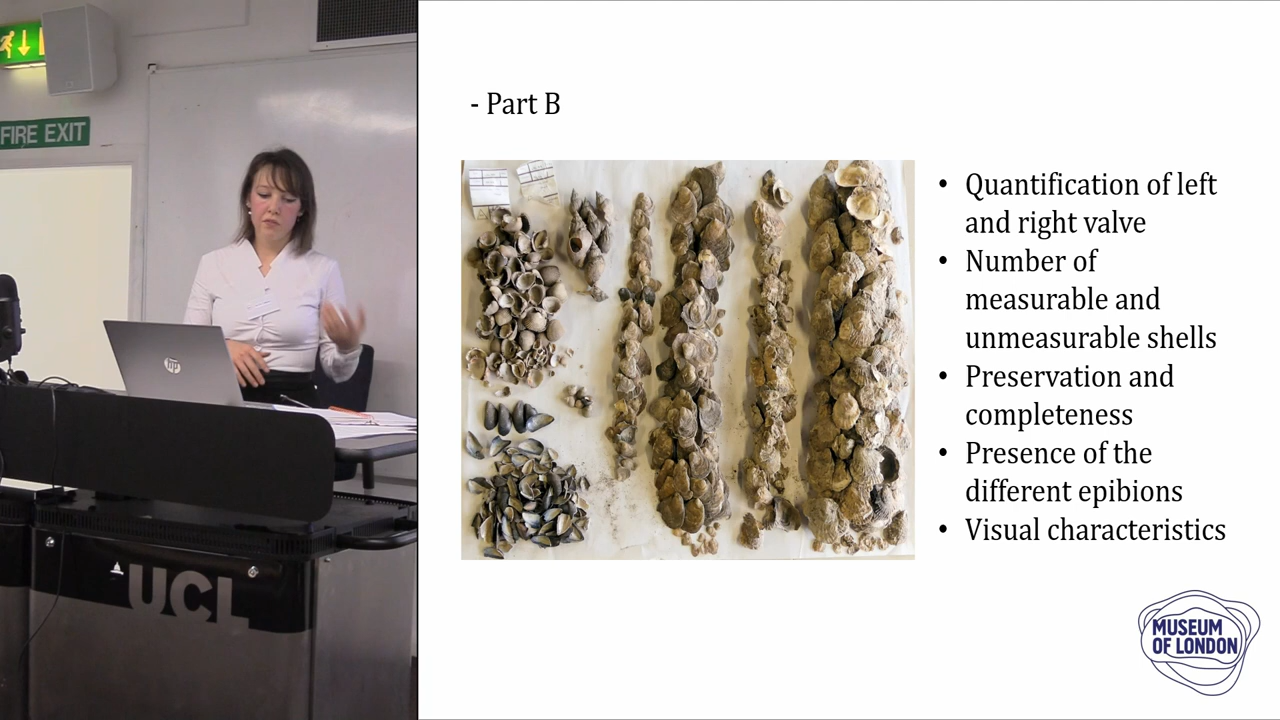 FIRE EXIT
hp
UCL
- Part B
• Quantification of left
and right valve
• Number of
measurable and
unmeasurable shells
• Preservation and
completeness
• Presence of the
different epibions
• Visual characteristics
MUSEUM
OF LONDON